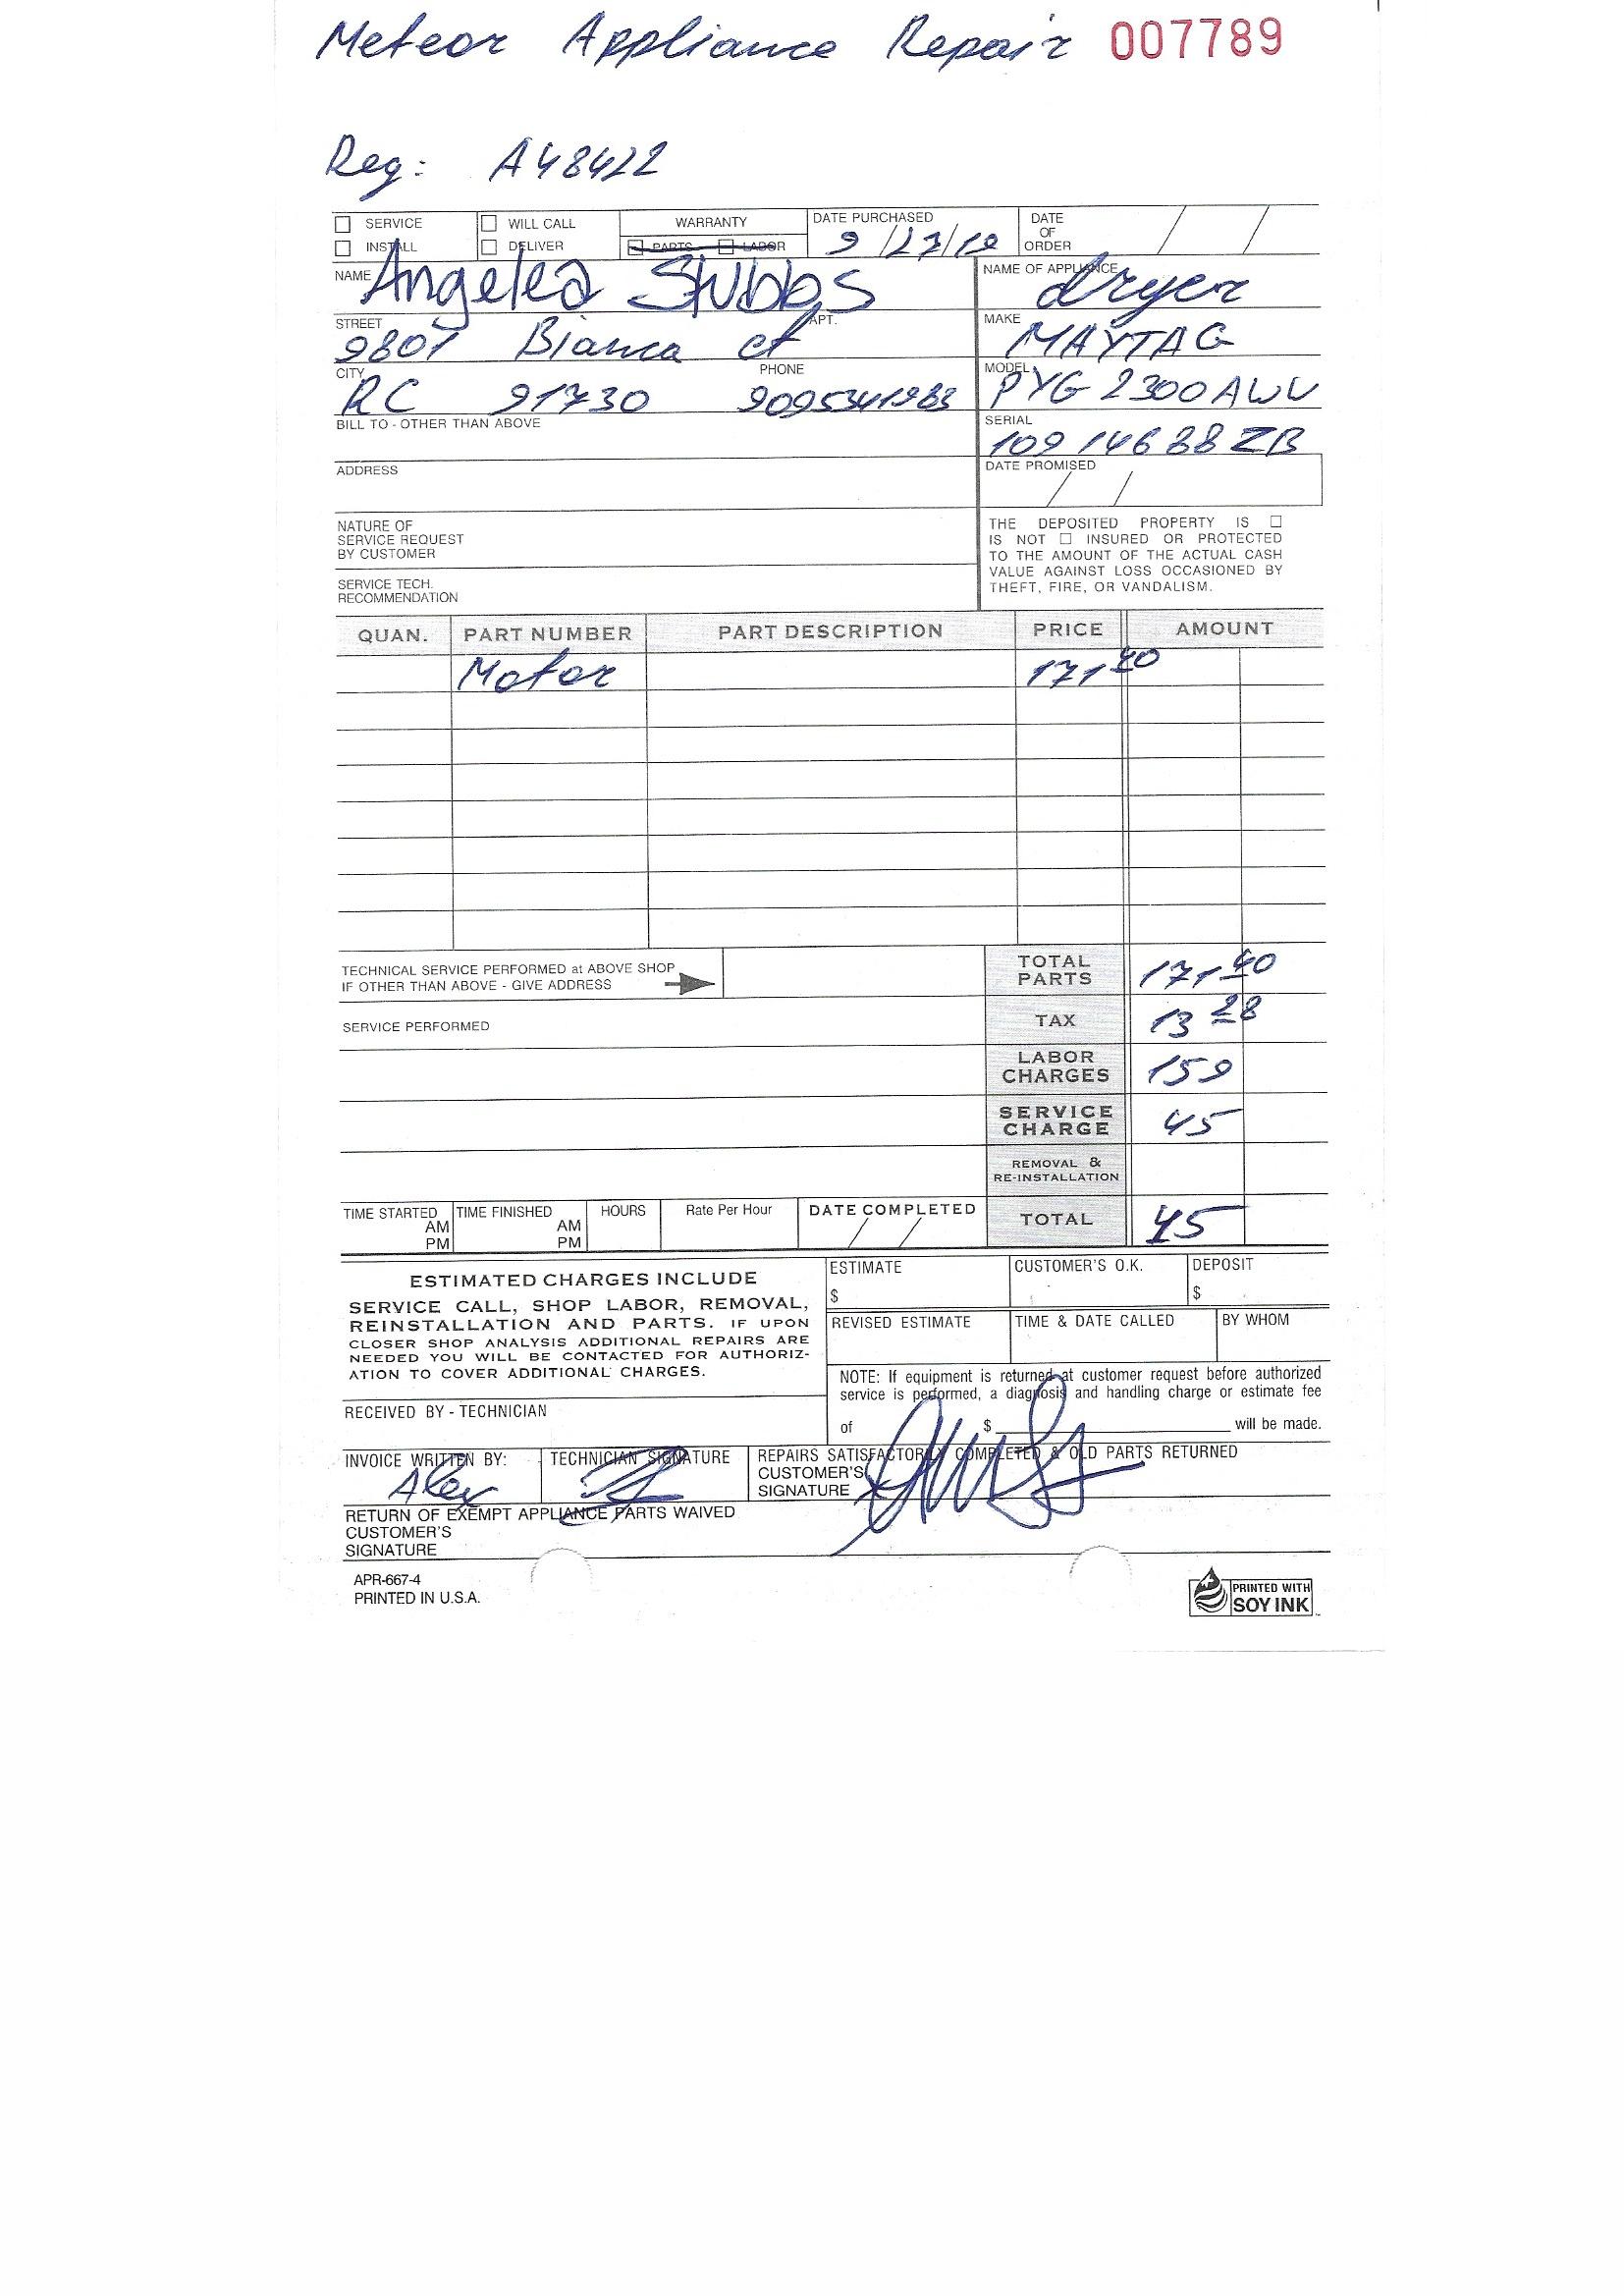 Meteor Appliance Repair 007789
Reg: A48422
SERVICE WILL CALL WARRANTY DATE PURCHASED DATE OF ORDER
INSTALL DELIVER PARTS LABOR 9/27/10
NAME Angelea Stubbs NAME OF APPLIANCE dryer
STREET 9807 Bianca ct APT. MAKE MAYTAG
CITY RC 91730 PHONE 9095341983 MODEL PYG2300AWW
BILL TO - OTHER THAN ABOVE SERIAL 10914688ZB
ADDRESS DATE PROMISED / /
NATURE OF
SERVICE REQUEST
BY CUSTOMER
SERVICE TECH.
RECOMMENDATION
THE DEPOSITED PROPERTY IS
IS NOT INSURED OR PROTECTED
TO THE AMOUNT OF THE ACTUAL CASH
VALUE AGAINST LOSS OCCASIONED BY
THEFT, FIRE, OR VANDALISM.
QUAN. PART NUMBER PART DESCRIPTION PRICE AMOUNT
Motor 171.40
TECHNICAL SERVICE PERFORMED at ABOVE SHOP
IF OTHER THAN ABOVE - GIVE ADDRESS
TOTAL PARTS 171.40
SERVICE PERFORMED TAX 13 28
LABOR CHARGES 159
SERVICE CHARGE 45
REMOVAL & RE-INSTALLATION
TIME STARTED AM PM TIME FINISHED AM PM HOURS Rate Per Hour DATE COMPLETED / / TOTAL 45
ESTIMATED CHARGES INCLUDE
SERVICE CALL, SHOP LABOR, REMOVAL,
REINSTALLATION AND PARTS. IF UPON
CLOSER SHOP ANALYSIS ADDITIONAL REPAIRS ARE
NEEDED YOU WILL BE CONTACTED FOR AUTHORIZ-
ATION TO COVER ADDITIONAL CHARGES.
ESTIMATE $ CUSTOMER'S O.K. DEPOSIT $
REVISED ESTIMATE TIME & DATE CALLED BY WHOM
NOTE: If equipment is returned at customer request before authorized
service is performed, a diagnosis and handling charge or estimate fee
of $ will be made.
RECEIVED BY - TECHNICIAN
INVOICE WRITTEN BY: Alex TECHNICIAN SIGNATURE REPAIRS SATISFACTORILY COMPLETED & OLD PARTS RETURNED
CUSTOMER'S
SIGNATURE
RETURN OF EXEMPT APPLIANCE PARTS WAIVED
CUSTOMER'S
SIGNATURE
APR-667-4
PRINTED IN U.S.A.
PRINTED WITH
SOY INK